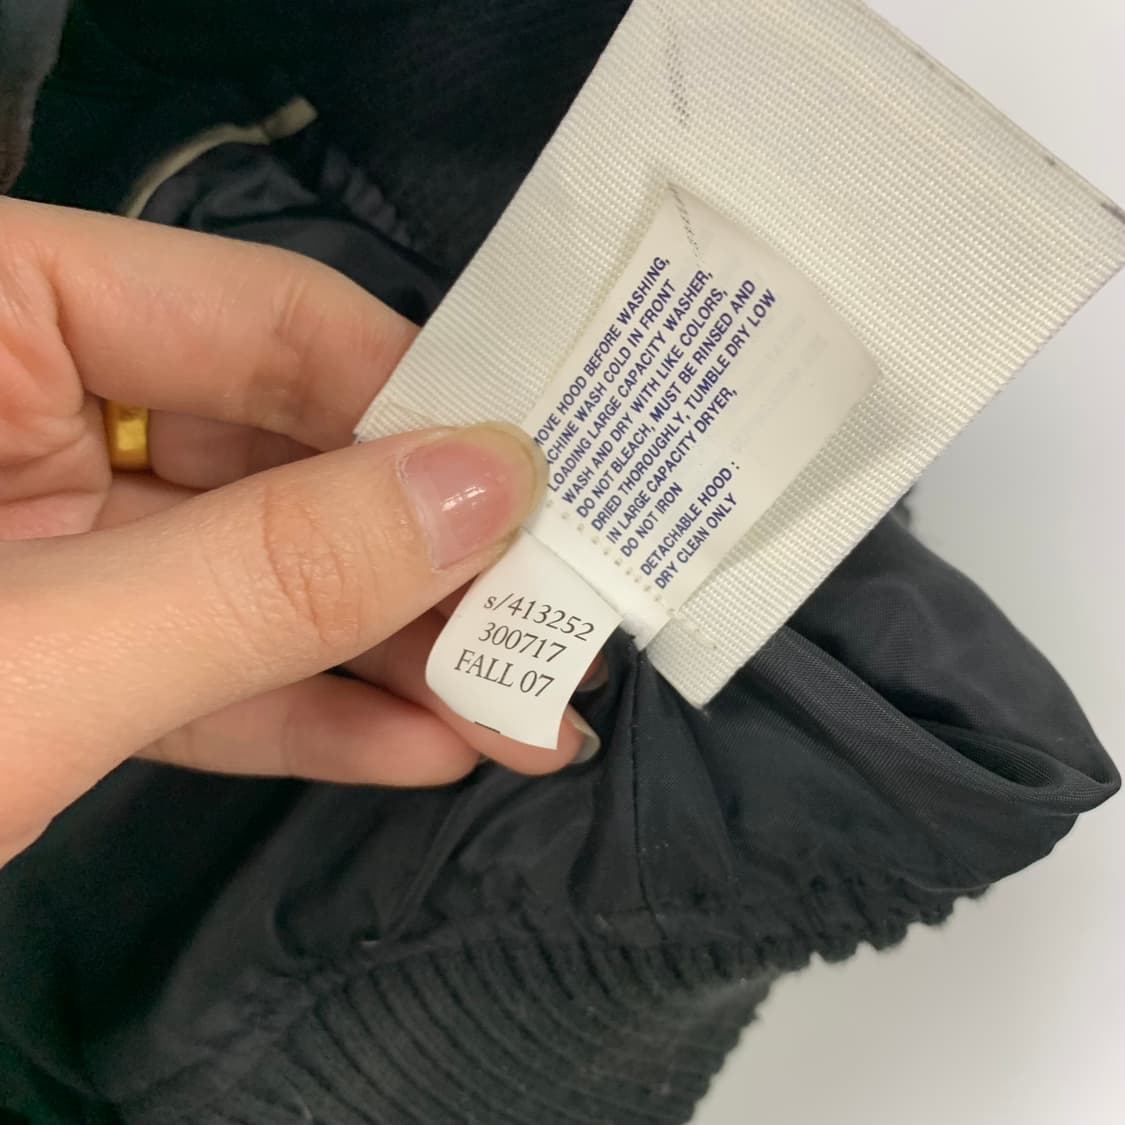 OVE HOOD BEFORE WASHING,
ACHINE WASH COLD IN FRONT
LOADING LARGE CAPACITY WASHER,
WASH AND DRY WITH LIKE COLORS,
DO NOT BLEACH, MUST BE RINSED AND
DRIED THOROUGHLY, TUMBLE DRY LOW
IN LARGE CAPACITY DRYER,
DO NOT IRON
DETACHABLE HOOD :
DRY CLEAN ONLY
s/413252
300717
FALL 07